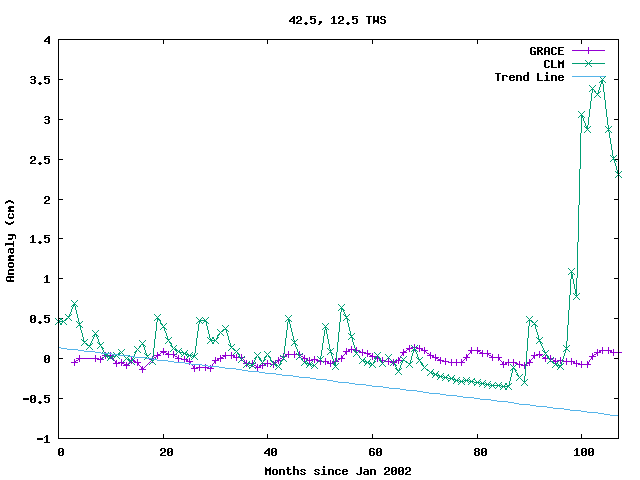 42.5, 12.5 TWS
GRACE
CLM
Trend Line
4
3.5
3
2.5
2
1.5
1
0.5
0
-0.5
-1
Anomaly (cm)
0 20 40 60 80 100
Months since Jan 2002